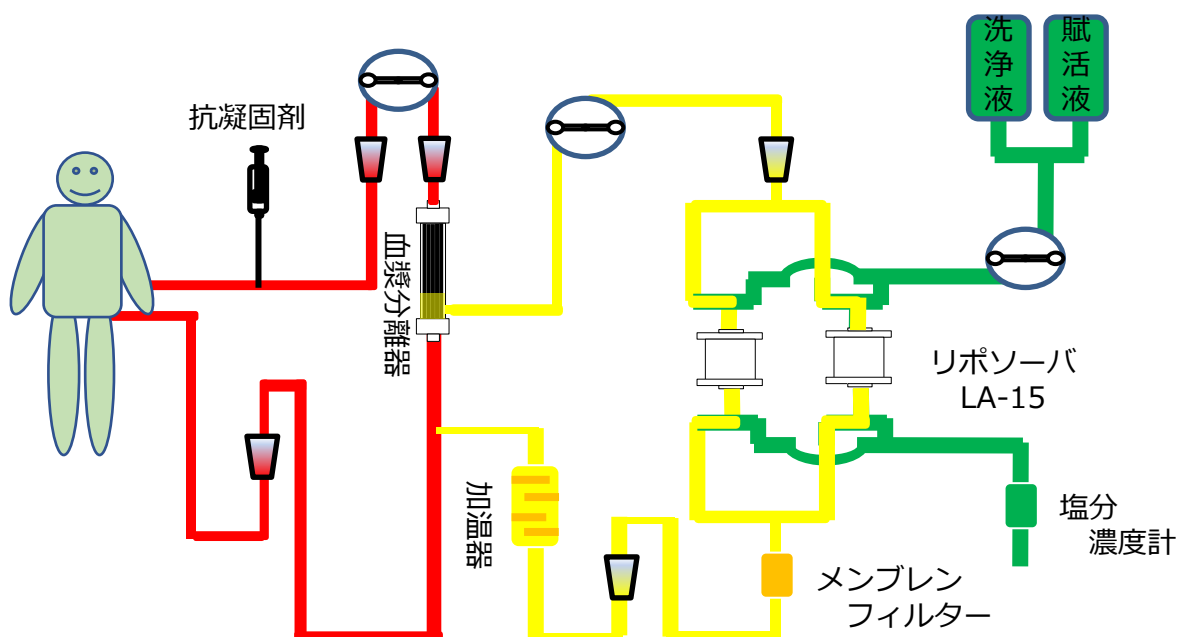 洗浄液
賦活液
抗凝固剤
血漿分離器
リポソーバ
LA-15
加温器
塩分
濃度計
メンブレン
フィルター